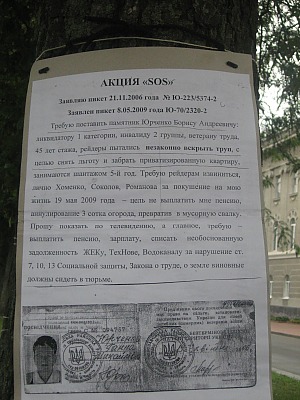 АКЦИЯ «SOS»
Заявляю пикет 21.11.2006 года № Ю-223/5374-2
Заявлен пикет 8.05.2009 года Ю-70/2320-2
Требую поставить памятник Юрченко Борису Андреевичу:
ликвидатору 1 категории, инвалиду 2 группы, ветерану труда,
45 лет стажа, рейдеры пытались незаконно вскрыть труп, с
целью снять льготу и забрать приватизированную квартиру,
занимаются шантажом 5-й год. Требую рейдерам извиниться,
лично Хоменко, Соколов, Романова за покушение на мою
жизнь 19 мая 2009 года – цель не выплатить мне пенсию,
аннулирование 3 сотка огорода, превратив в мусорную свалку.
Прошу показать по телевидению, а главное, требую –
выплатить пенсию, зарплату, списать необоснованную
задолженность ЖЕКу, ТехНове, Водоканалу за нарушение ст.
7, 10, 13 Социальной защиты, Закона о труде, о земле виновные
должны сидеть в тюрьме.